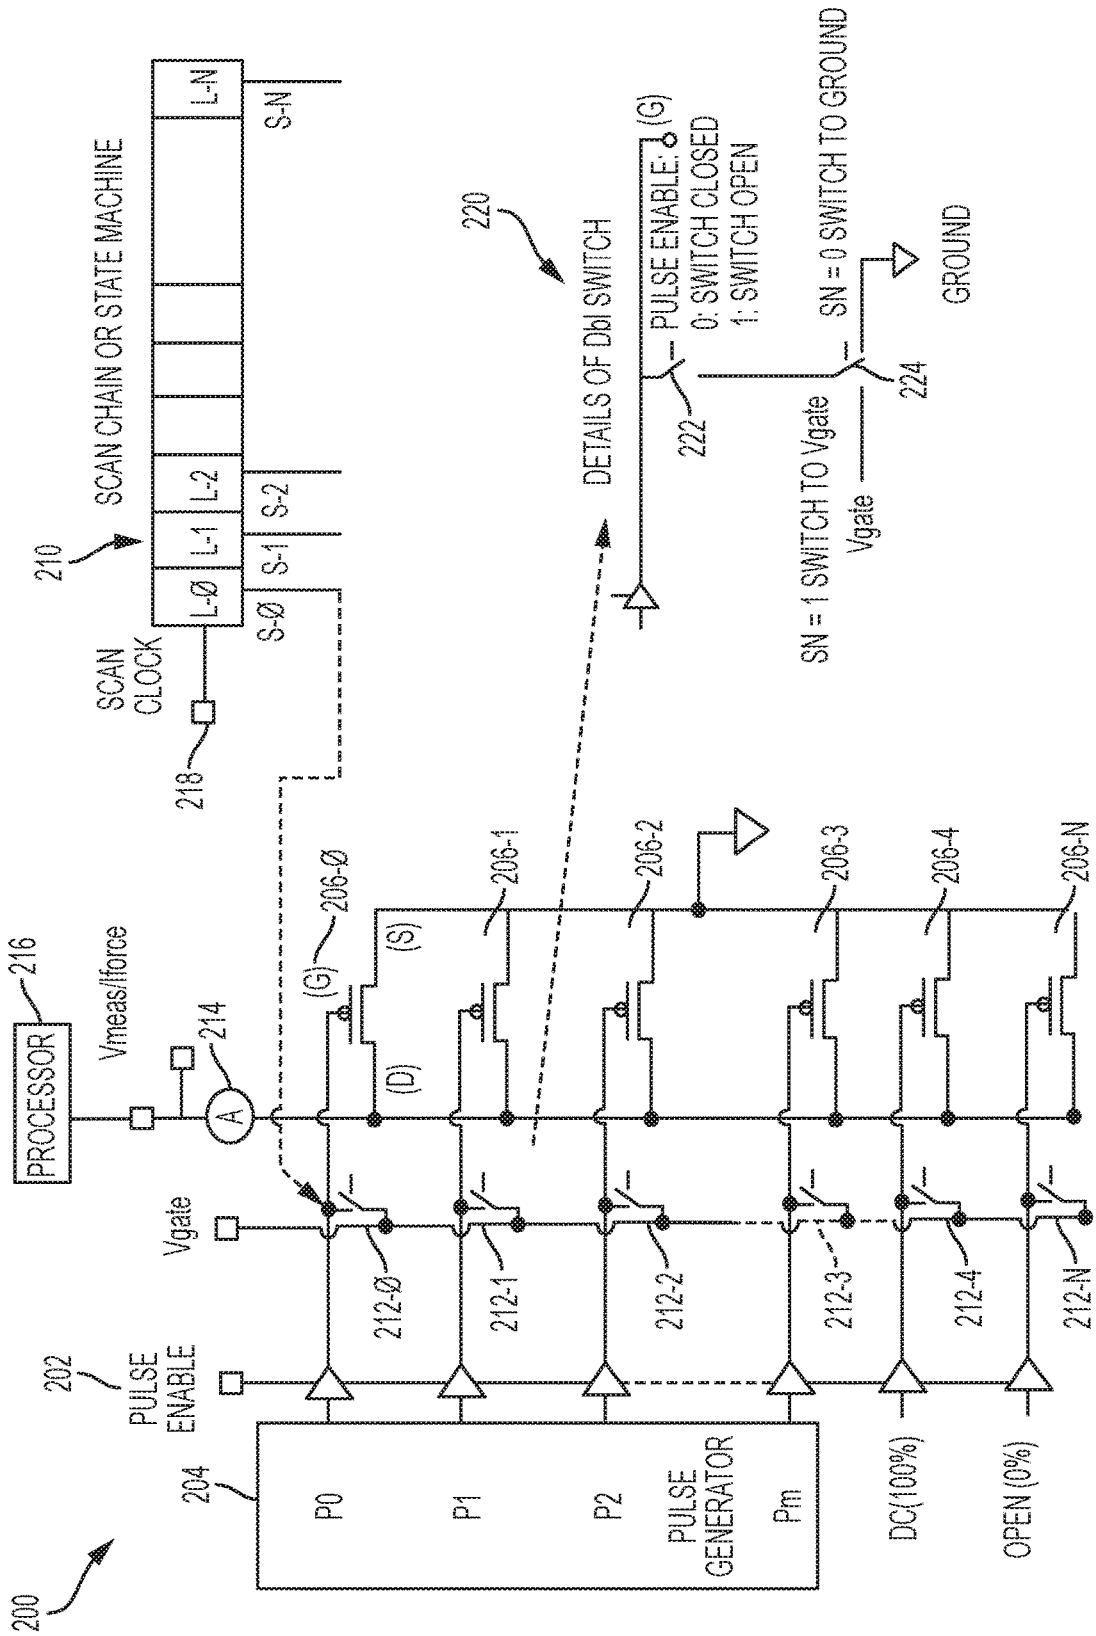 200
204
P0
P1
P2
PULSE
GENERATOR
Pm
DC(100%)
OPEN (0%)
202
PULSE
ENABLE
Vgate
212-Ø
212-1
212-2
212-3
212-4
212-N
PROCESSOR
216
Vmeas/Iforce
A
214
(D)
(G)
(S)
206-Ø
206-1
206-2
206-3
206-4
206-N
218
SCAN
CLOCK
210
SCAN CHAIN OR STATE MACHINE
L-Ø
L-1
L-2
L-N
S-Ø
S-1
S-2
S-N
220
DETAILS OF Dbl SWITCH
(G)
PULSE ENABLE:
0: SWITCH CLOSED
1: SWITCH OPEN
222
SN = 1 SWITCH TO Vgate
SN = 0 SWITCH TO GROUND
Vgate
224
GROUND